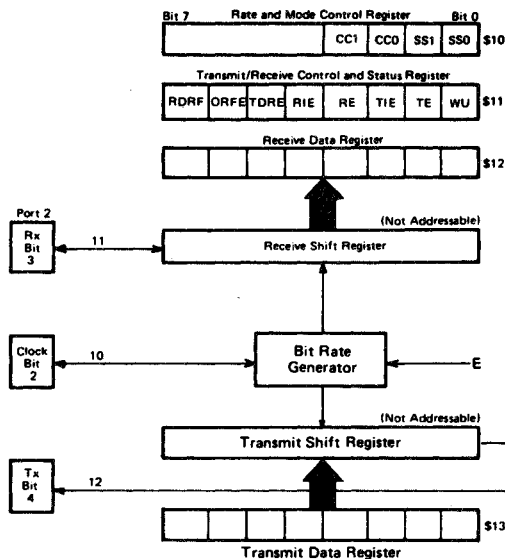 Bit 7 Rate and Mode Control Register Bit 0
CC1 CC0 SS1 SS0 $10
Transmit/Receive Control and Status Register
RDRF ORFE TDRE RIE RE TIE TE WU $11
Receive Data Register
$12
Port 2
(Not Addressable)
Rx
Bit
3
11
Receive Shift Register
Clock
Bit
2
10
Bit Rate
Generator
E
(Not Addressable)
Transmit Shift Register
Tx
Bit
4
12
$13
Transmit Data Register